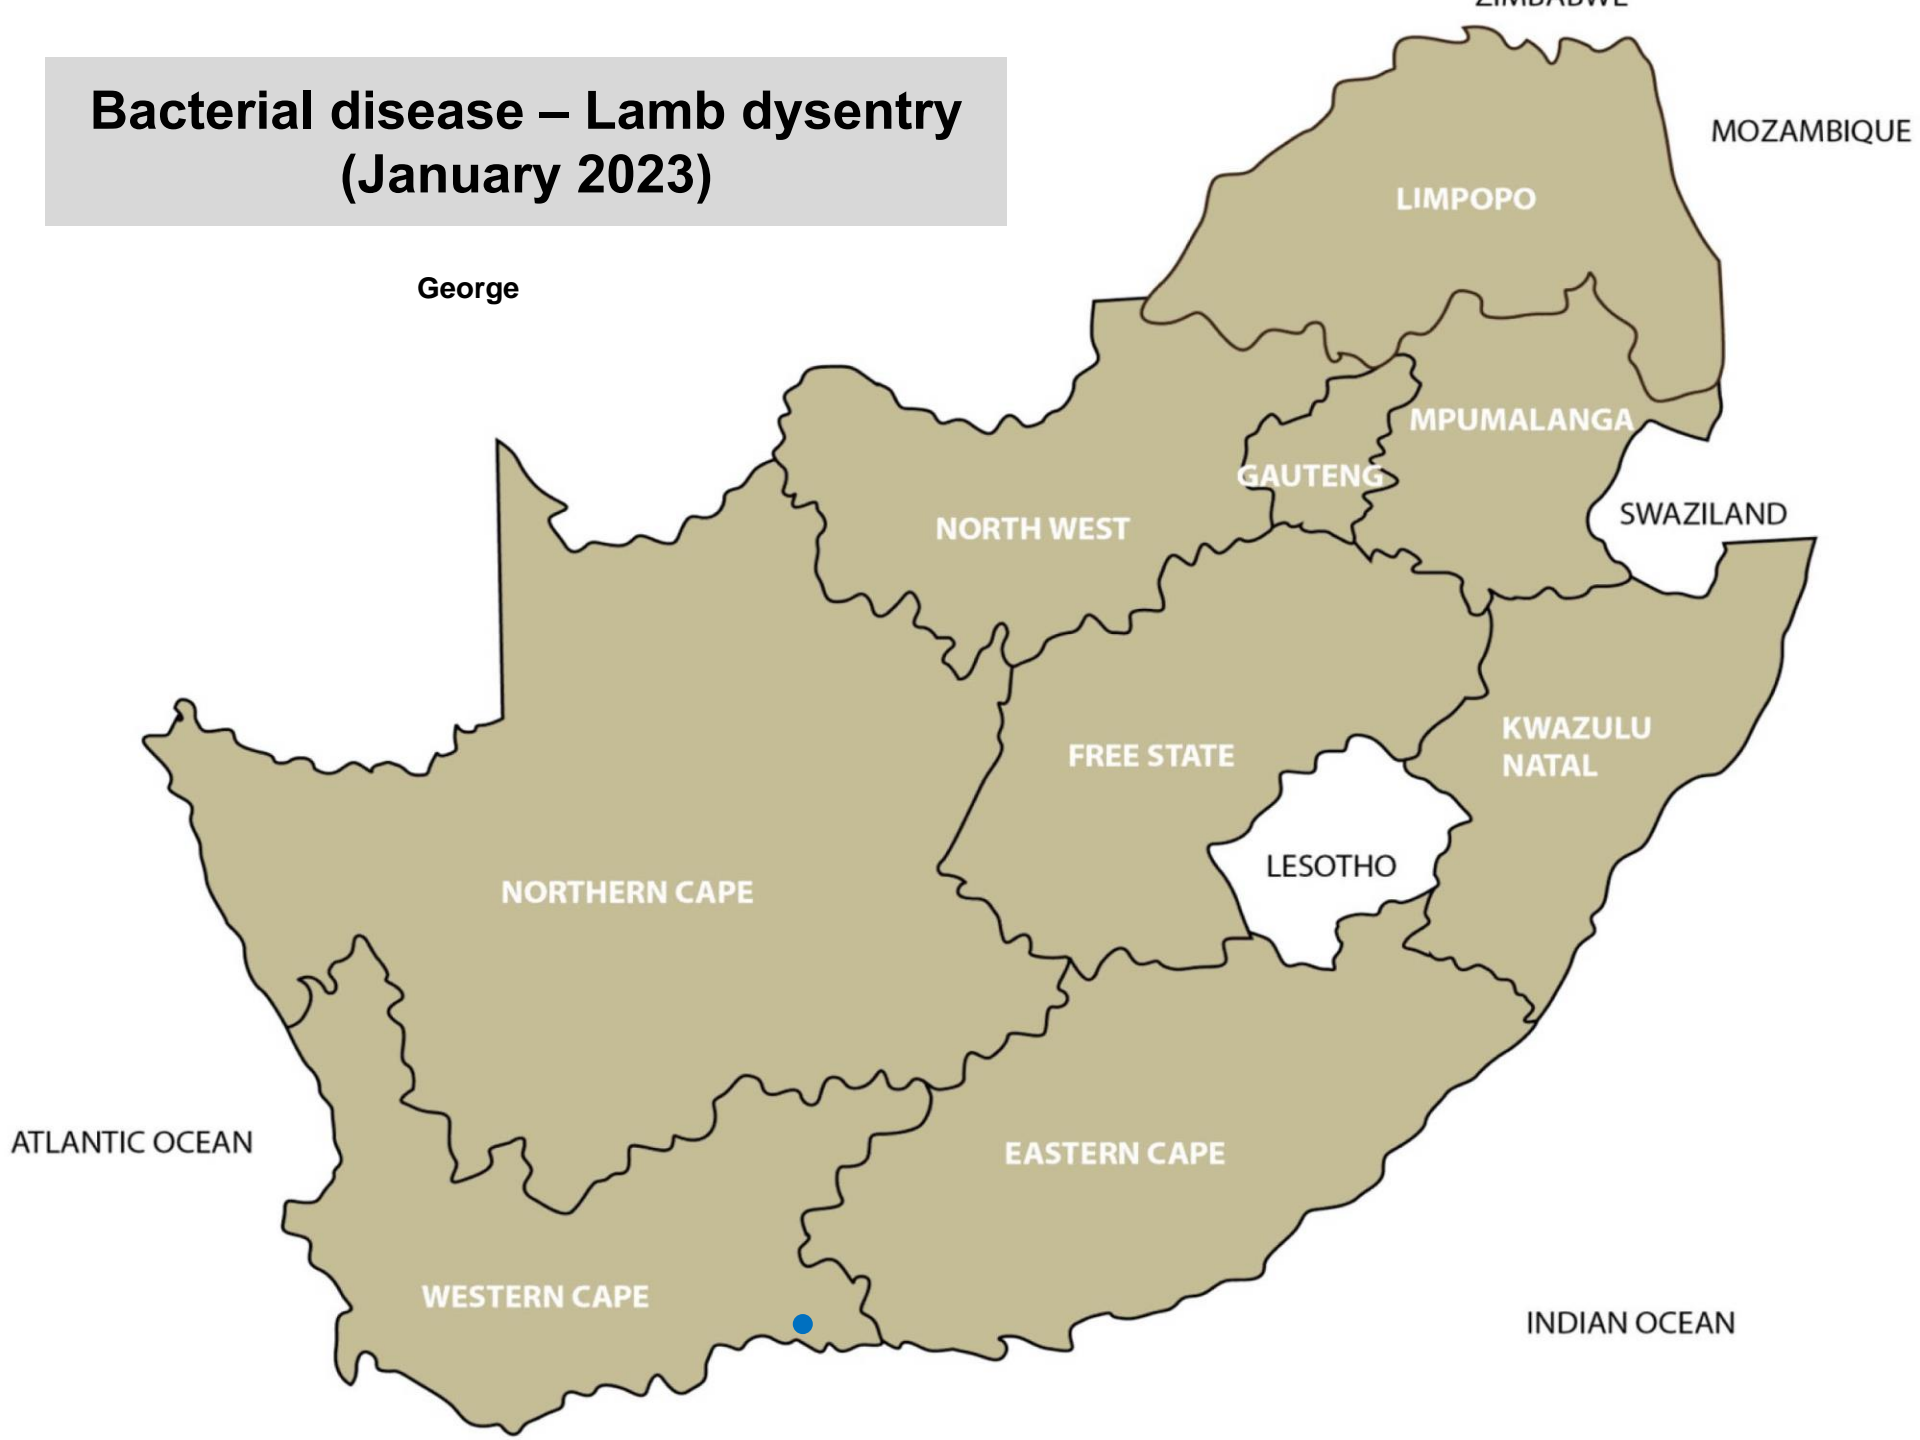 ZIMBABWE
Bacterial disease – Lamb dysentry
(January 2023)
MOZAMBIQUE
LIMPOPO
George
MPUMALANGA
GAUTENG
SWAZILAND
NORTH WEST
KWAZULU
NATAL
FREE STATE
LESOTHO
NORTHERN CAPE
ATLANTIC OCEAN
EASTERN CAPE
WESTERN CAPE
INDIAN OCEAN